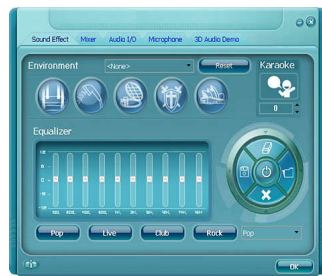 Sound Effect Mixer Audio I/O Microphone 3D Audio Demo
Environment <None> Reset Karaoke
0
Equalizer
Pop Live Club Rock Pop
OK